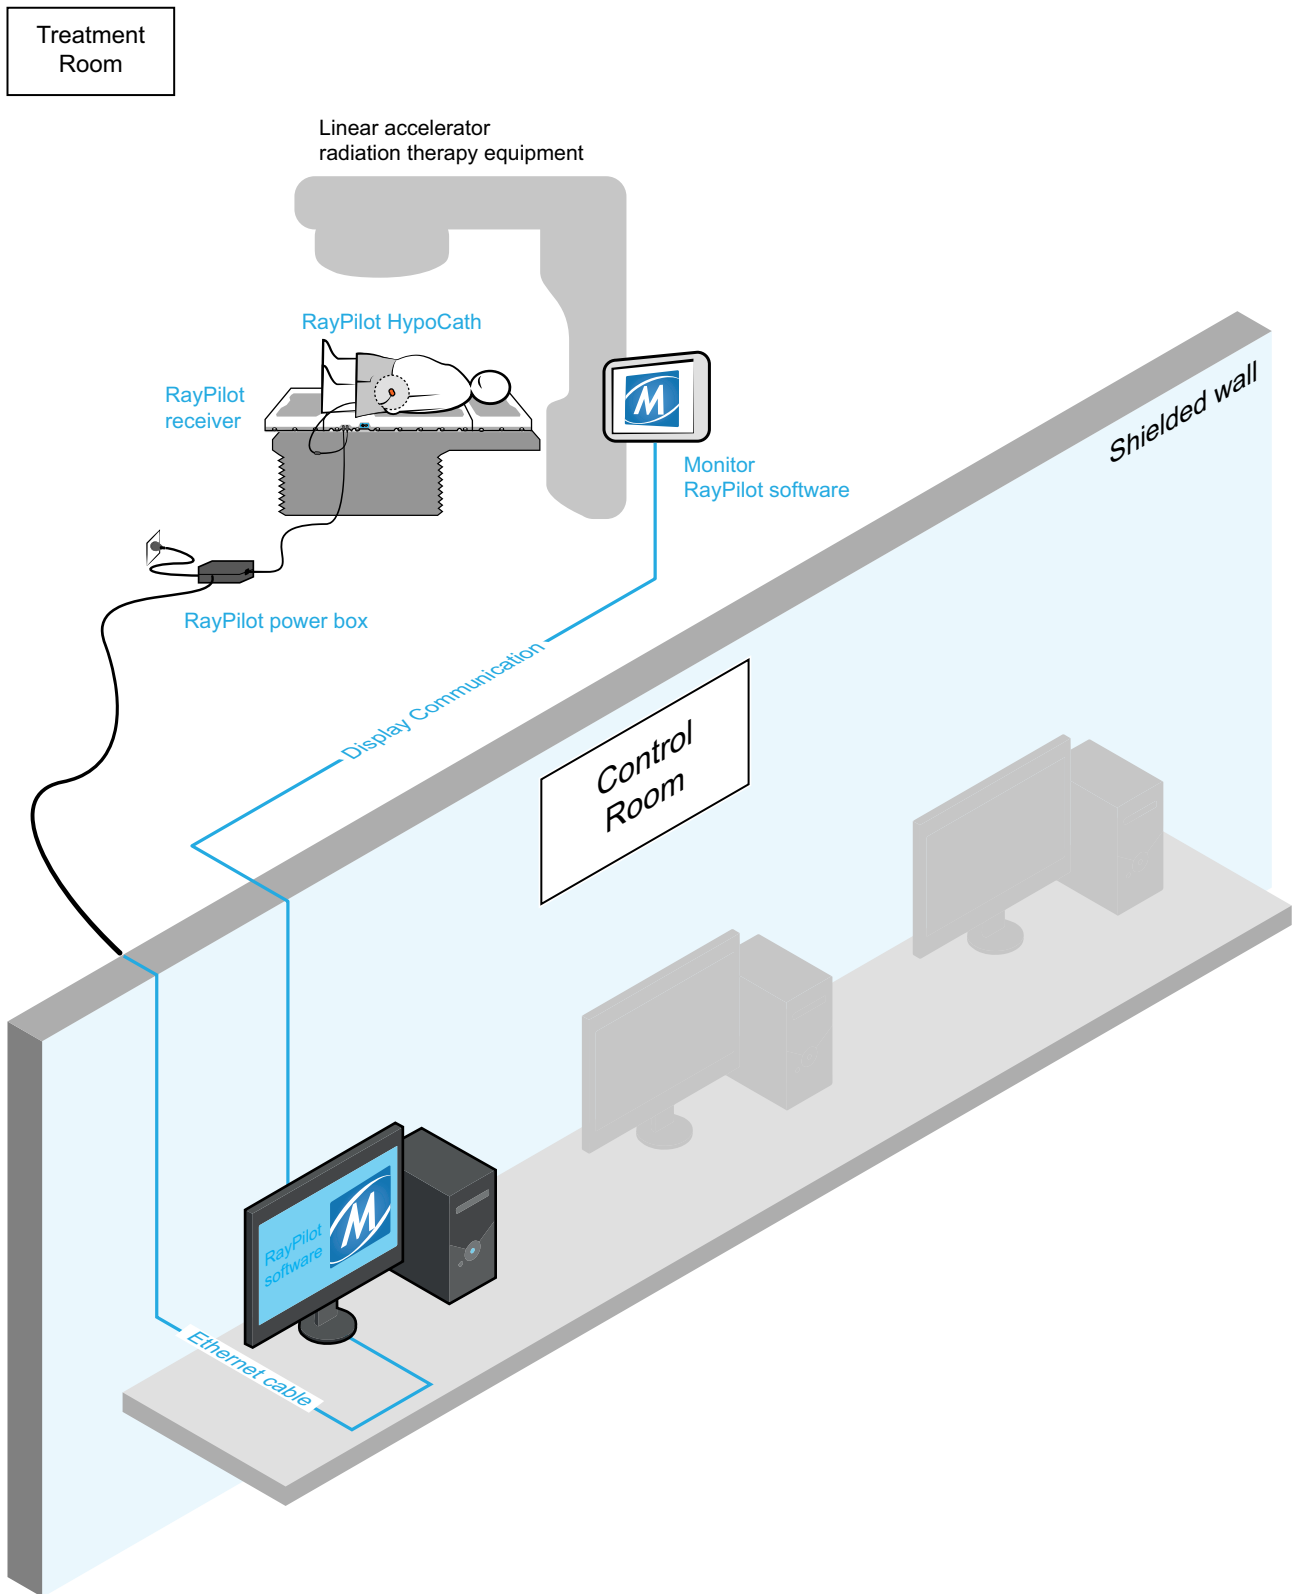 Treatment
Room
Linear accelerator
radiation therapy equipment
RayPilot HypoCath
RayPilot
receiver
M
Monitor
RayPilot software
Shielded wall
RayPilot power box
Display Communication
Control
Room
RayPilot
software
M
Ethernet cable